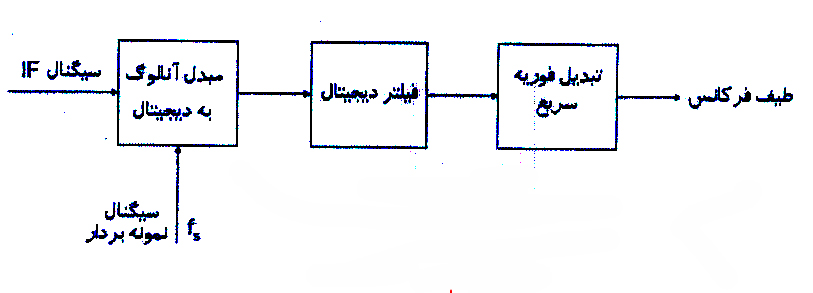 سیگنال IF
مبدل آنالوگ
به دیجیتال
فیلتر دیجیتال
تبدیل فوریه
سریع
طیف فرکانس
سیگنال
نمونه بردار
fs